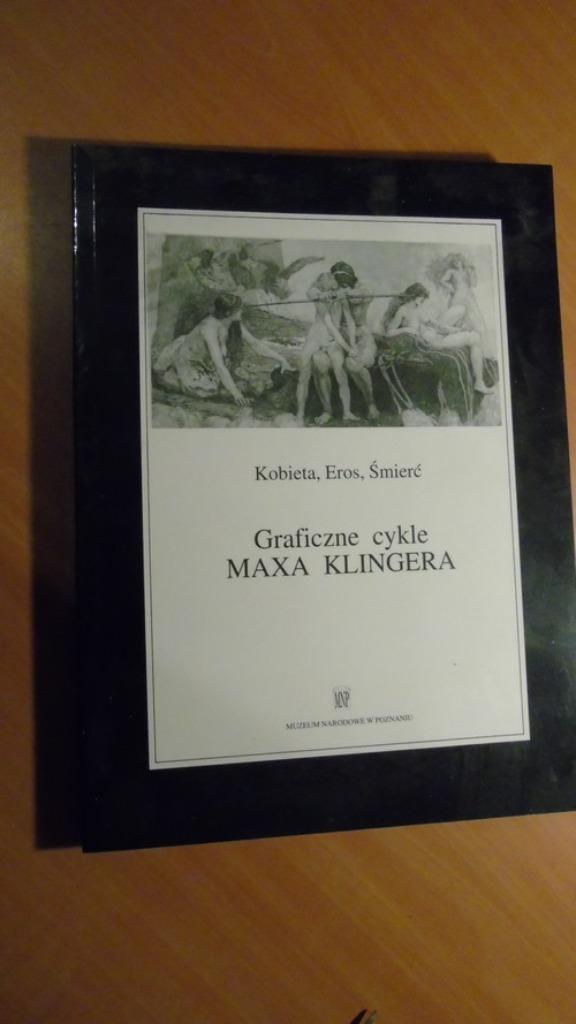 Kobieta, Eros, Śmierć
Graficzne cykle
MAXA KLINGERA
MNP
MUZEUM NARODOWE W POZNANIU